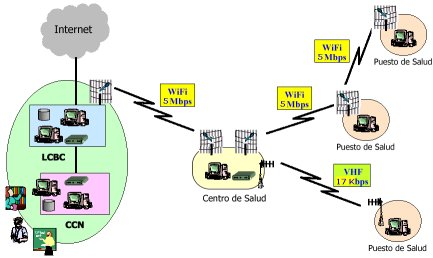 Internet
WiFi
5 Mbps
LCBC
CCN
Centro de Salud
WiFi
5 Mbps
WiFi
5 Mbps
Puesto de Salud
Puesto de Salud
VHF
17 Kbps
Puesto de Salud